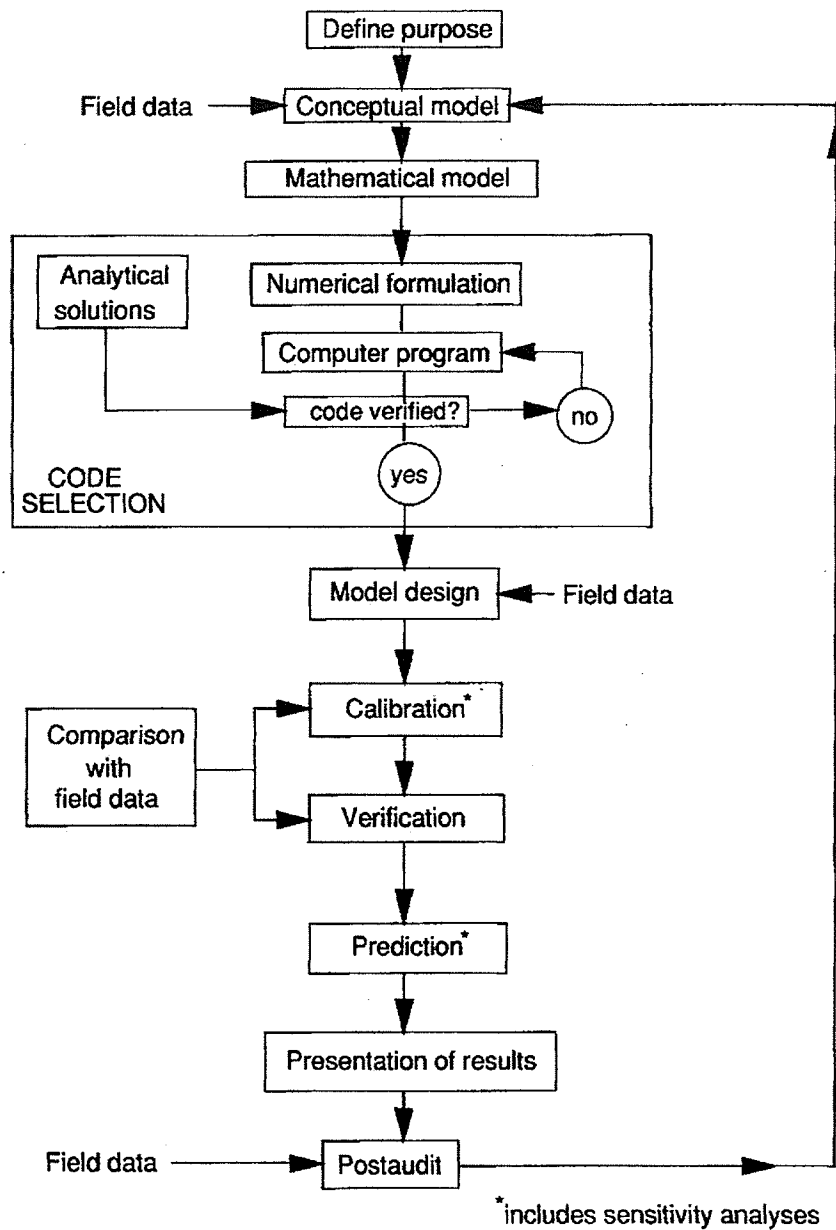 Define purpose
Field data
Conceptual model
Mathematical model
Analytical
solutions
Numerical formulation
Computer program
code verified?
no
yes
CODE
SELECTION
Model design
Field data
Calibration*
Comparison
with
field data
Verification
Prediction*
Presentation of results
Field data
Postaudit
*includes sensitivity analyses